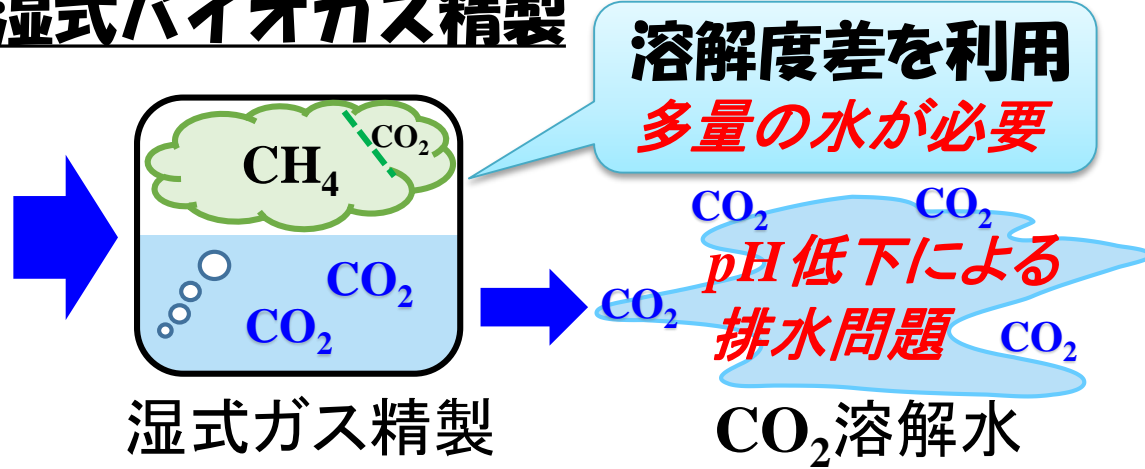 湿式バイオガス精製
溶解度差を利用
多量の水が必要
CH₄
CO₂
CO₂
CO₂
湿式ガス精製
CO₂
CO₂
pH低下による
CO₂
排水問題
CO₂
CO₂溶解水